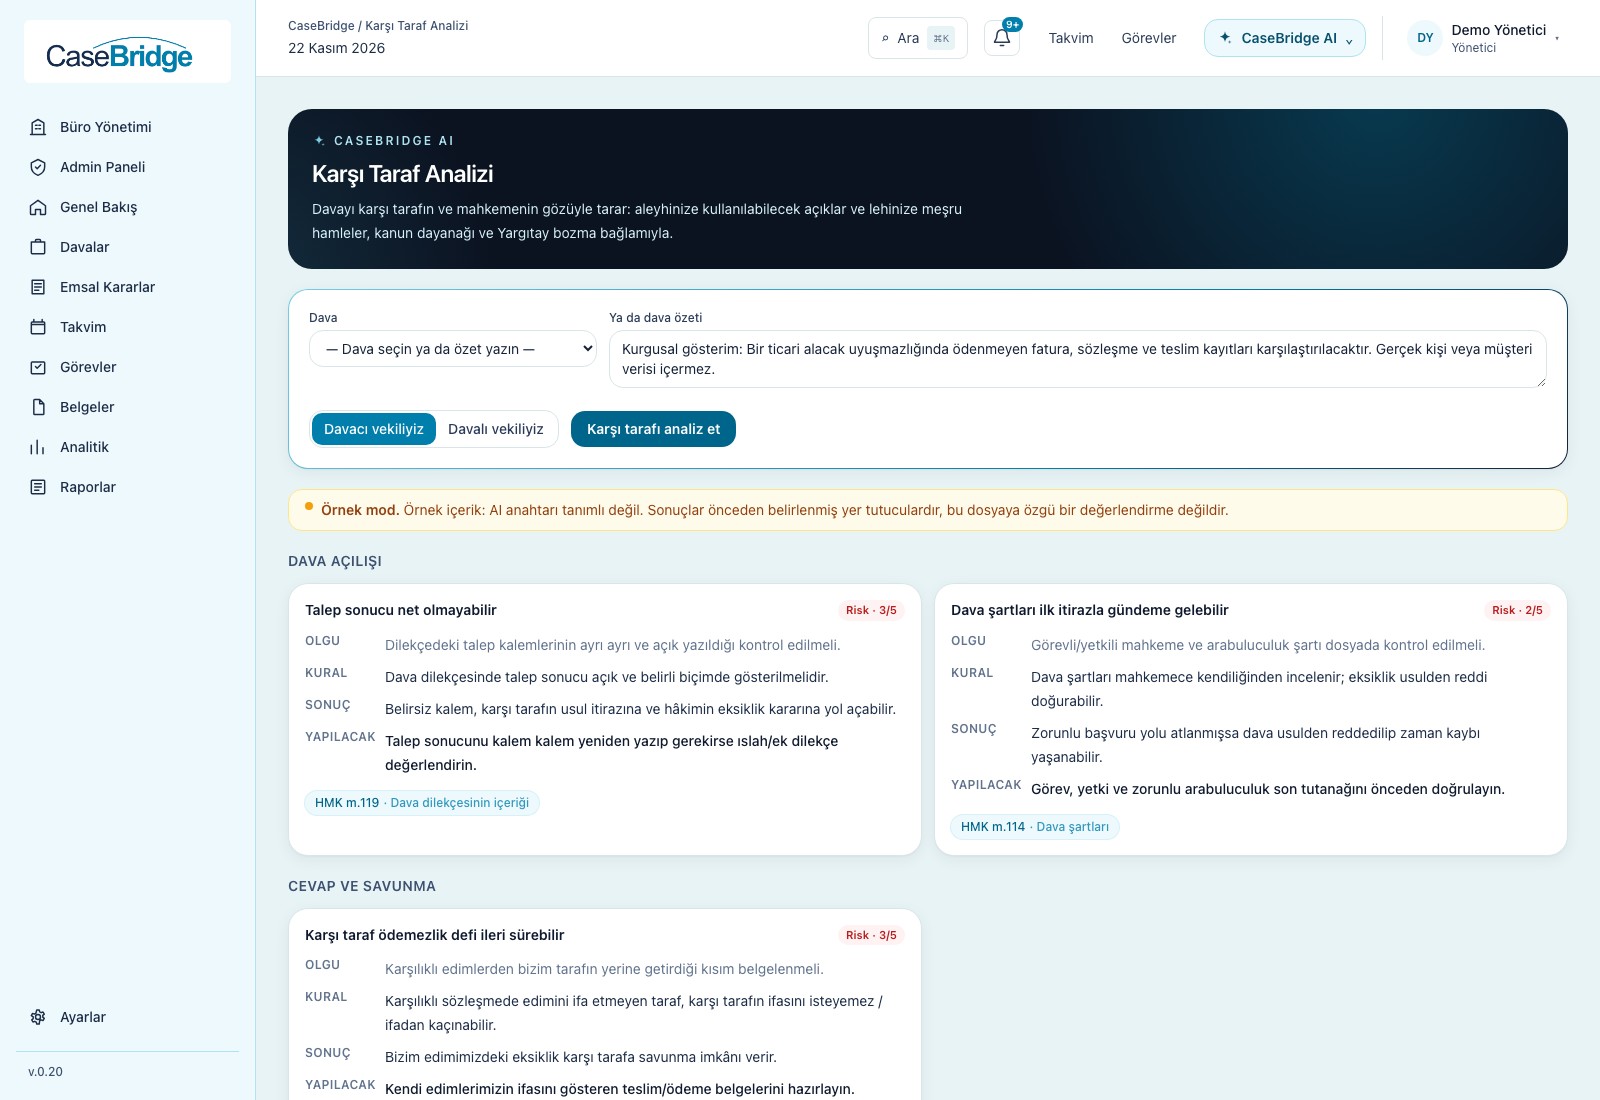 CaseBridge
Büro Yönetimi
Admin Paneli
Genel Bakış
Davalar
Emsal Kararlar
Takvim
Görevler
Belgeler
Analitik
Raporlar
Ayarlar
v.0.20
CaseBridge / Karşı Taraf Analizi
22 Kasım 2026
Ara ⌘K
9+
Takvim
Görevler
CaseBridge AI
DY
Demo Yönetici
Yönetici
CASEBRIDGE AI
Karşı Taraf Analizi
Davayı karşı tarafın ve mahkemenin gözüyle tarar: aleyhinize kullanılabilecek açıklar ve lehinize meşru
hamleler, kanun dayanağı ve Yargıtay bozma bağlamıyla.
Dava
— Dava seçin ya da özet yazın —
Ya da dava özeti
Kurgusal gösterim: Bir ticari alacak uyuşmazlığında ödenmeyen fatura, sözleşme ve teslim kayıtları karşılaştırılacaktır. Gerçek kişi veya müşteri
verisi içermez.
Davacı vekiliyiz
Davalı vekiliyiz
Karşı tarafı analiz et
Örnek mod. Örnek içerik: AI anahtarı tanımlı değil. Sonuçlar önceden belirlenmiş yer tutuculardır, bu dosyaya özgü bir değerlendirme değildir.
DAVA AÇILIŞI
Talep sonucu net olmayabilir
Risk · 3/5
OLGU Dilekçedeki talep kalemlerinin ayrı ayrı ve açık yazıldığı kontrol edilmeli.
KURAL Dava dilekçesinde talep sonucu açık ve belirli biçimde gösterilmelidir.
SONUÇ Belirsiz kalem, karşı tarafın usul itirazına ve hâkimin eksiklik kararına yol açabilir.
YAPILACAK Talep sonucunu kalem kalem yeniden yazıp gerekirse ıslah/ek dilekçe
değerlendirin.
HMK m.119 · Dava dilekçesinin içeriği
Dava şartları ilk itirazla gündeme gelebilir
Risk · 2/5
OLGU Görevli/yetkili mahkeme ve arabuluculuk şartı dosyada kontrol edilmeli.
KURAL Dava şartları mahkemece kendiliğinden incelenir; eksiklik usulden reddi
doğurabilir.
SONUÇ Zorunlu başvuru yolu atlanmışsa dava usulden reddedilip zaman kaybı
yaşanabilir.
YAPILACAK Görev, yetki ve zorunlu arabuluculuk son tutanağını önceden doğrulayın.
HMK m.114 · Dava şartları
CEVAP VE SAVUNMA
Karşı taraf ödemezlik defi ileri sürebilir
Risk · 3/5
OLGU Karşılıklı edimlerden bizim tarafın yerine getirdiği kısım belgelenmeli.
KURAL Karşılıklı sözleşmede edimini ifa etmeyen taraf, karşı tarafın ifasını isteyemez /
ifadan kaçınabilir.
SONUÇ Bizim edimimizdeki eksiklik karşı tarafa savunma imkânı verir.
YAPILACAK Kendi edimlerimizin ifasını gösteren teslim/ödeme belgelerini hazırlayın.